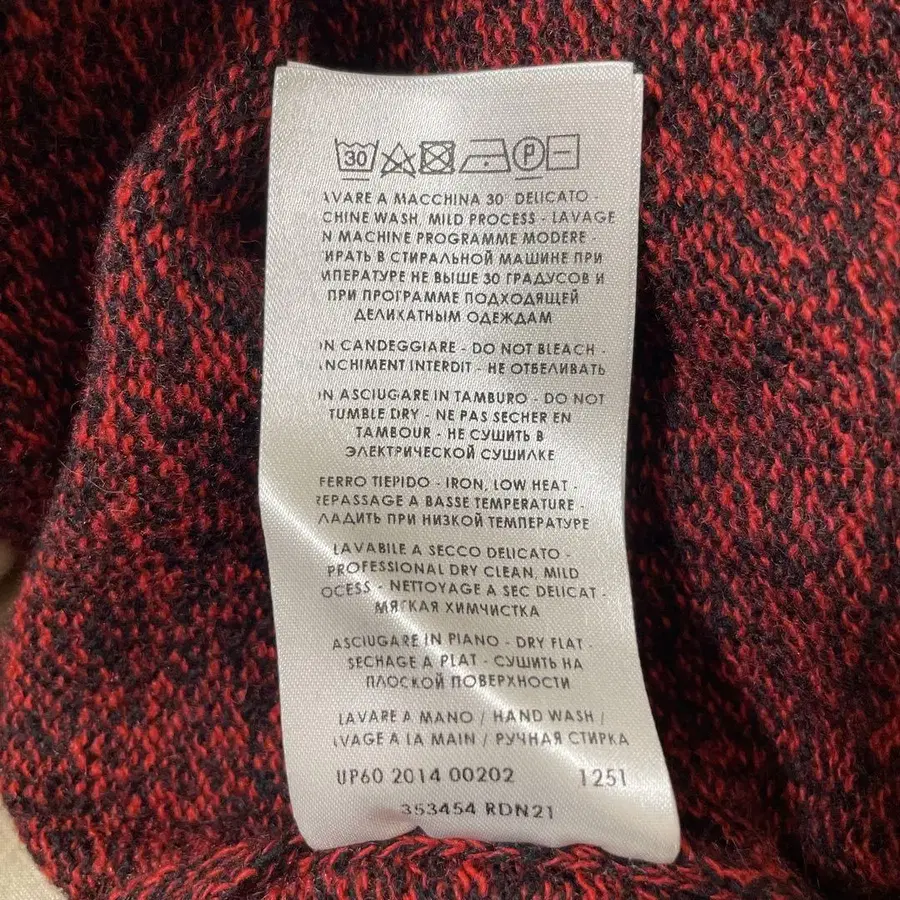 30 P
VARE A MACCHINA 30° DELICATO -
CHINE WASH, MILD PROCESS - LAVAGE
N MACHINE PROGRAMME MODERE -
ИРАТЬ В СТИРАЛЬНОЙ МАШИНЕ ПРИ
ИПЕРАТУРЕ НЕ ВЫШЕ 30 ГРАДУСОВ И
ПРИ ПРОГРАММЕ ПОДХОДЯЩЕЙ
ДЕЛИХАТНЫМ ОДЕЖДАМ
N CANDEGGIARE - DO NOT BLEACH -
NCHIMENT INTERDIT - НЕ ОТБЕЛИВАТЬ
N ASCIUGARE IN TAMBURO - DO NOT
TUMBLE DRY - NE PAS SECHER EN
TAMBOUR - НЕ СУШИТЬ В
ЭЛЕКТРИЧЕСКОЙ СУШИЛКЕ
FERRO TIEPIDO - IRON, LOW HEAT -
REPASSAGE A BASSE TEMPERATURE -
ЛАДИТЬ ПРИ НИЗКОЙ ТЕМПЕРАТУРЕ
LAVABILE A SECCO DELICATO -
PROFESSIONAL DRY CLEAN, MILD
OCESS - NETTOYAGE A SEC DELICAT -
МЯГКАЯ ХИМЧИСТКА
ASCIUGARE IN PIANO - DRY FLAT -
SECHAGE A PLAT - СУШИТЬ НА
ПЛОСКОЙ ПОВЕРХНОСТИ
LAVARE A MANO / HAND WASH /
VAGE A LA MAIN / РУЧНАЯ СТИРКА
UP60 2014 00202 1251
353454 RDN21